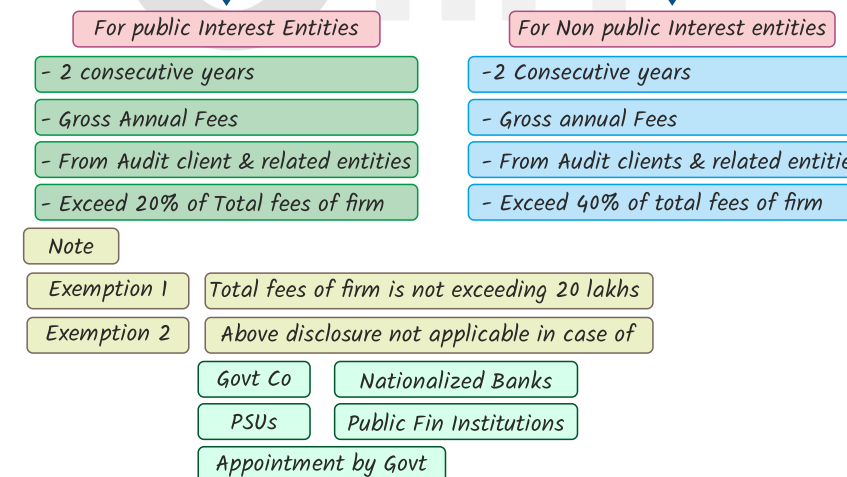 For public Interest Entities
- 2 consecutive years
- Gross Annual Fees
- From Audit client & related entities
- Exceed 20% of Total fees of firm
For Non public Interest entities
-2 Consecutive years
- Gross annual Fees
- From Audit clients & related entitie
- Exceed 40% of total fees of firm
Note
Exemption 1 Total fees of firm is not exceeding 20 lakhs
Exemption 2 Above disclosure not applicable in case of
Govt Co Nationalized Banks
PSUs Public Fin Institutions
Appointment by Govt